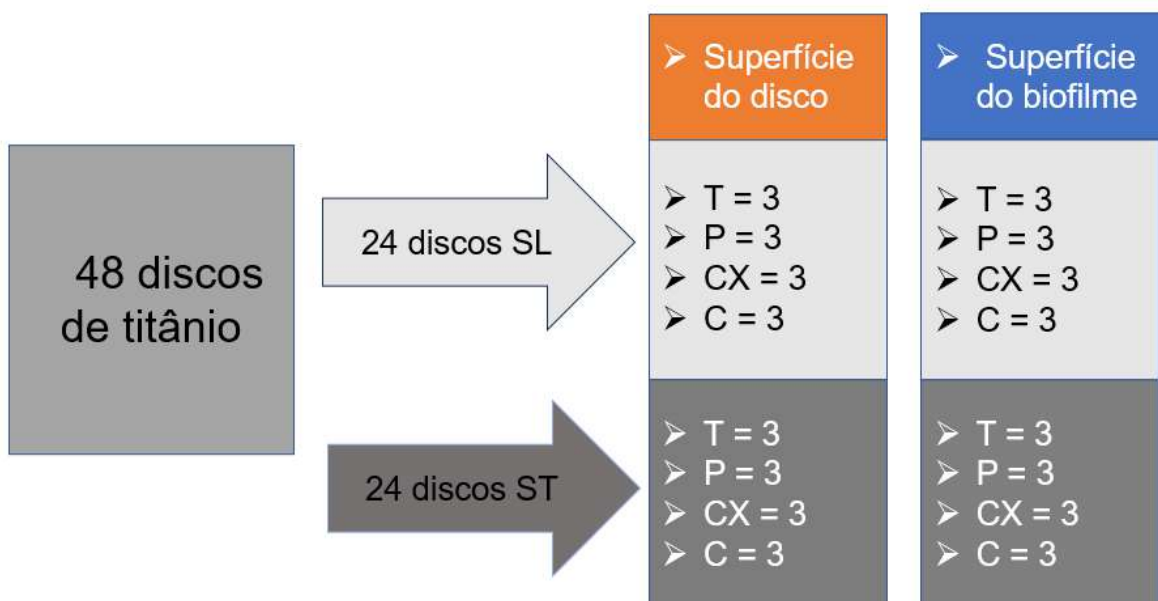 48 discos
de titânio
24 discos SL
24 discos ST
➢ Superfície
do disco
➢ T = 3
➢ P = 3
➢ CX = 3
➢ C = 3
➢ T = 3
➢ P = 3
➢ CX = 3
➢ C = 3
➢ Superfície
do biofilme
➢ T = 3
➢ P = 3
➢ CX = 3
➢ C = 3
➢ T = 3
➢ P = 3
➢ CX = 3
➢ C = 3